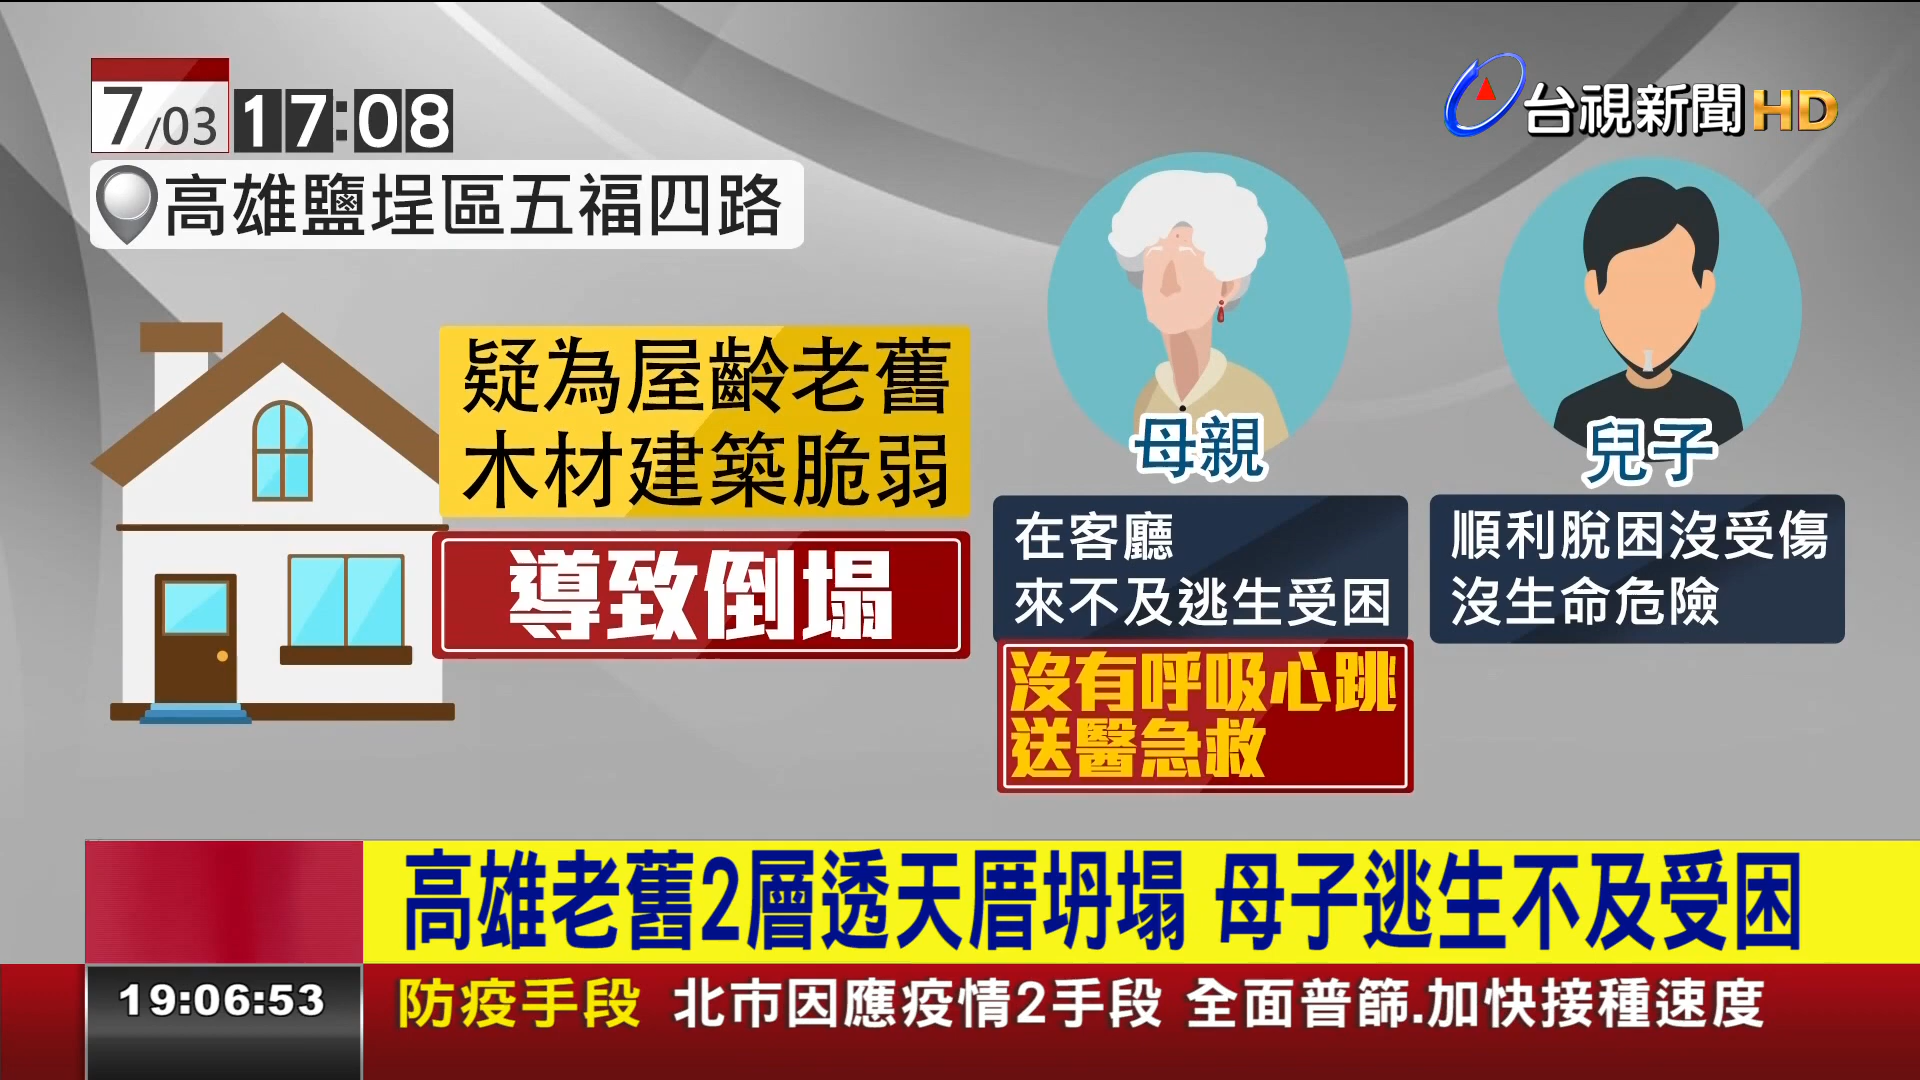 7/03 17:08
台視新聞HD
高雄鹽埕區五福四路
疑為屋齡老舊
木材建築脆弱
導致倒塌
母親
在客廳
來不及逃生受困
沒有呼吸心跳
送醫急救
兒子
順利脫困沒受傷
沒生命危險
高雄老舊2層透天厝坍塌 母子逃生不及受困
19:06:53
防疫手段 北市因應疫情2手段 全面普篩.加快接種速度